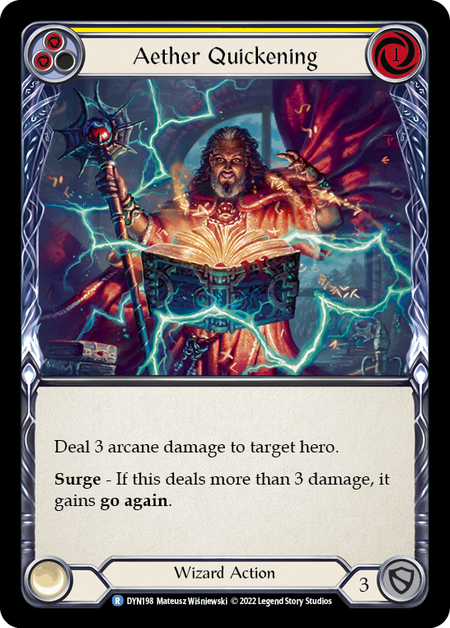 Aether Quickening
1
Deal 3 arcane damage to target hero.
Surge - If this deals more than 3 damage, it
gains go again.
Wizard Action
3
R DYN198 Mateusz Wiśniewski © 2022 Legend Story Studios